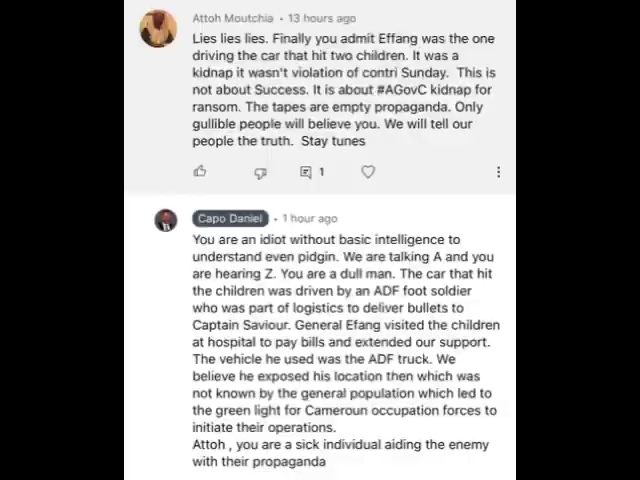 Attoh Moutchia • 13 hours ago
Lies lies lies. Finally you admit Effang was the one
driving the car that hit two children. It was a
kidnap it wasn't violation of contri Sunday. This is
not about Success. It is about #AGovC kidnap for
ransom. The tapes are empty propaganda. Only
gullible people will believe you. We will tell our
people the truth. Stay tunes
1
Capo Daniel • 1 hour ago
You are an idiot without basic intelligence to
understand even pidgin. We are talking A and you
are hearing Z. You are a dull man. The car that hit
the children was driven by an ADF foot soldier
who was part of logistics to deliver bullets to
Captain Saviour. General Efang visited the children
at hospital to pay bills and extended our support.
The vehicle he used was the ADF truck. We
believe he exposed his location then which was
not known by the general population which led to
the green light for Cameroun occupation forces to
initiate their operations.
Attoh , you are a sick individual aiding the enemy
with their propaganda